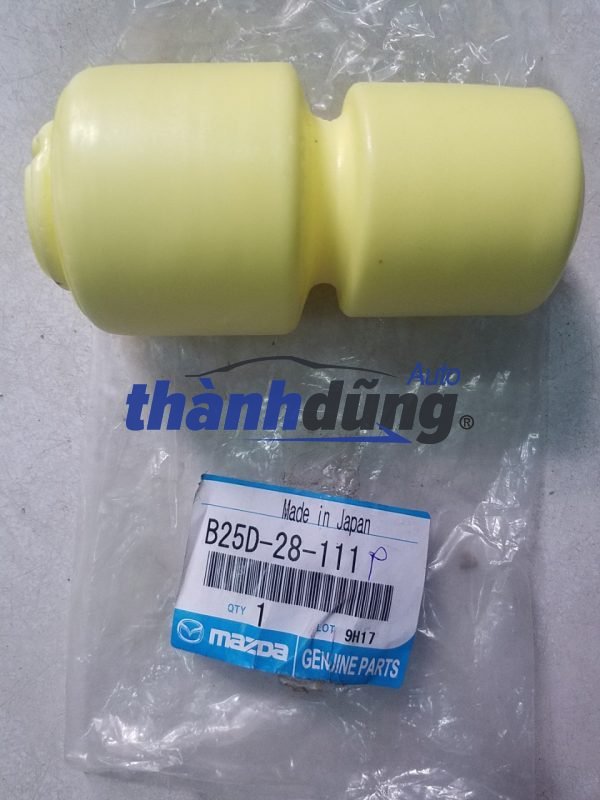 Auto
thànhdũng®
Made in Japan
B25D-28-111 P
QTY 1 LOT 9H17
mazda GENUINE PARTS